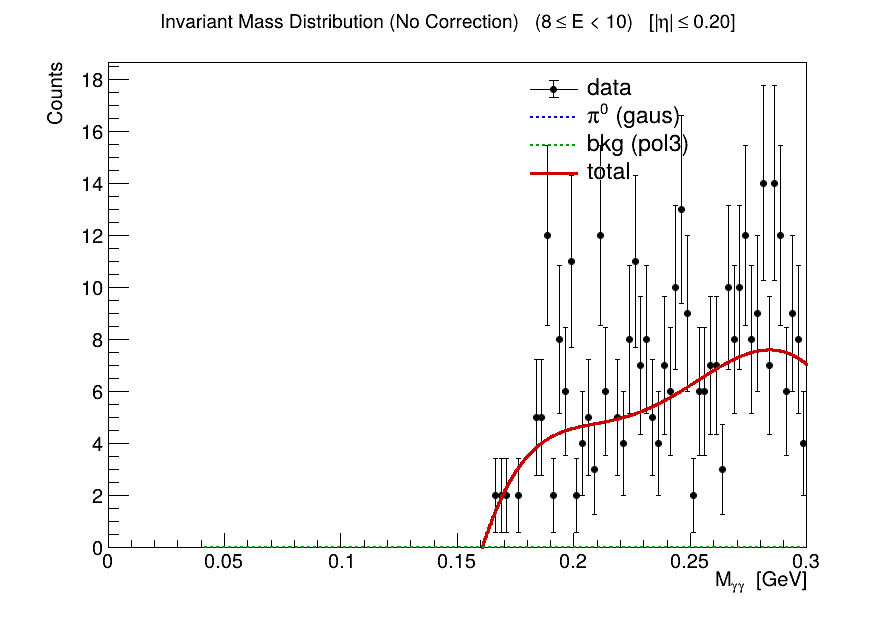 Invariant Mass Distribution (No Correction) (8 ≤ E < 10) [|η| ≤ 0.20]
Counts
18
16
14
12
10
8
6
4
2
0
data
π⁰ (gaus)
bkg (pol3)
total
0 0.05 0.1 0.15 0.2 0.25 0.3
M_γγ [GeV]